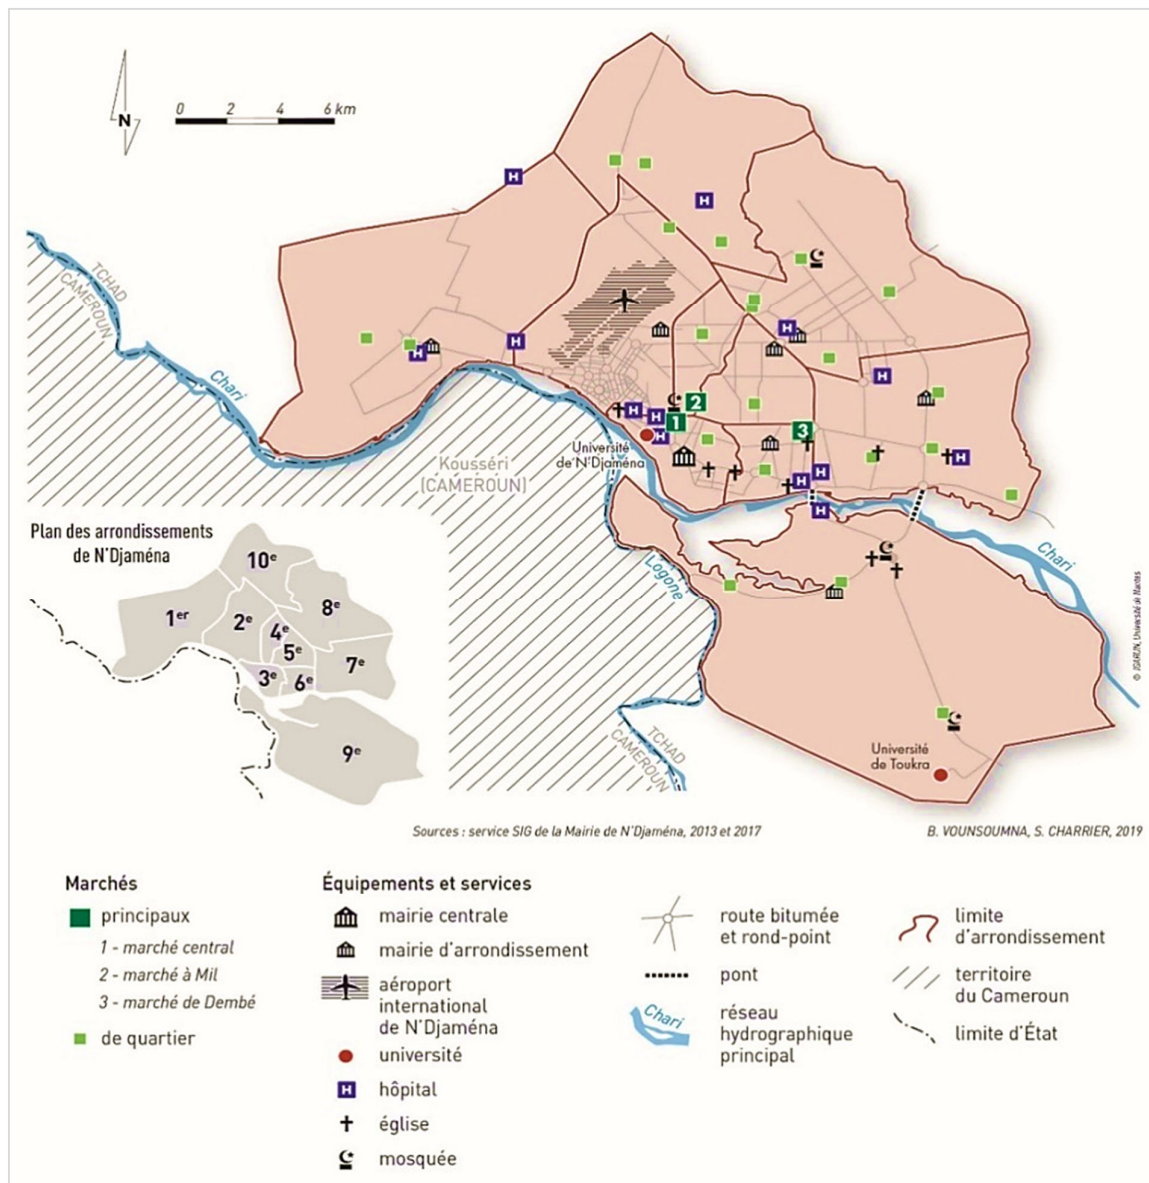 0 2 4 6 km
N
TCHAD
CAMEROUN
Chari
Kousséri
(CAMEROUN)
Université
de N'Djaména
H
H
H
H
H
H
H
H
H
H
H
H
H
H
1
2
3
Logone
Chari
TCHAD
CAMEROUN
Université
de Toukra
© IGARUN, Université de Nantes
Plan des arrondissements
de N'Djaména
10e
1er
2e
8e
4e
5e
7e
3e
6e
9e
Sources : service SIG de la Mairie de N'Djaména, 2013 et 2017
B. VOUNSOUMNA, S. CHARRIER, 2019
Marchés
principaux
1 - marché central
2 - marché à Mil
3 - marché de Dembé
de quartier
Équipements et services
mairie centrale
mairie d'arrondissement
aéroport
international
de N'Djaména
université
H hôpital
église
mosquée
route bitumée
et rond-point
pont
Chari
réseau
hydrographique
principal
limite
d'arrondissement
territoire
du Cameroun
limite d'État